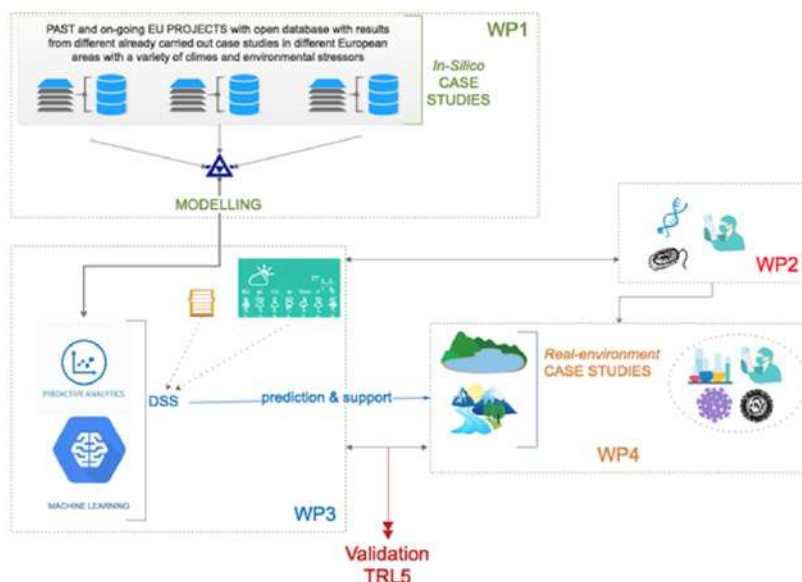 PAST and on-going EU PROJECTS with open database with results
from different already carried out case studies in different European
areas with a variety of climes and environmental stressors
WP1
In-Silico
CASE
STUDIES
MODELLING
WP2
PREDICTIVE ANALYTICS
DSS
prediction & support
MACHINE LEARNING
WP3
Real-environment
CASE STUDIES
WP4
Validation
TRL5